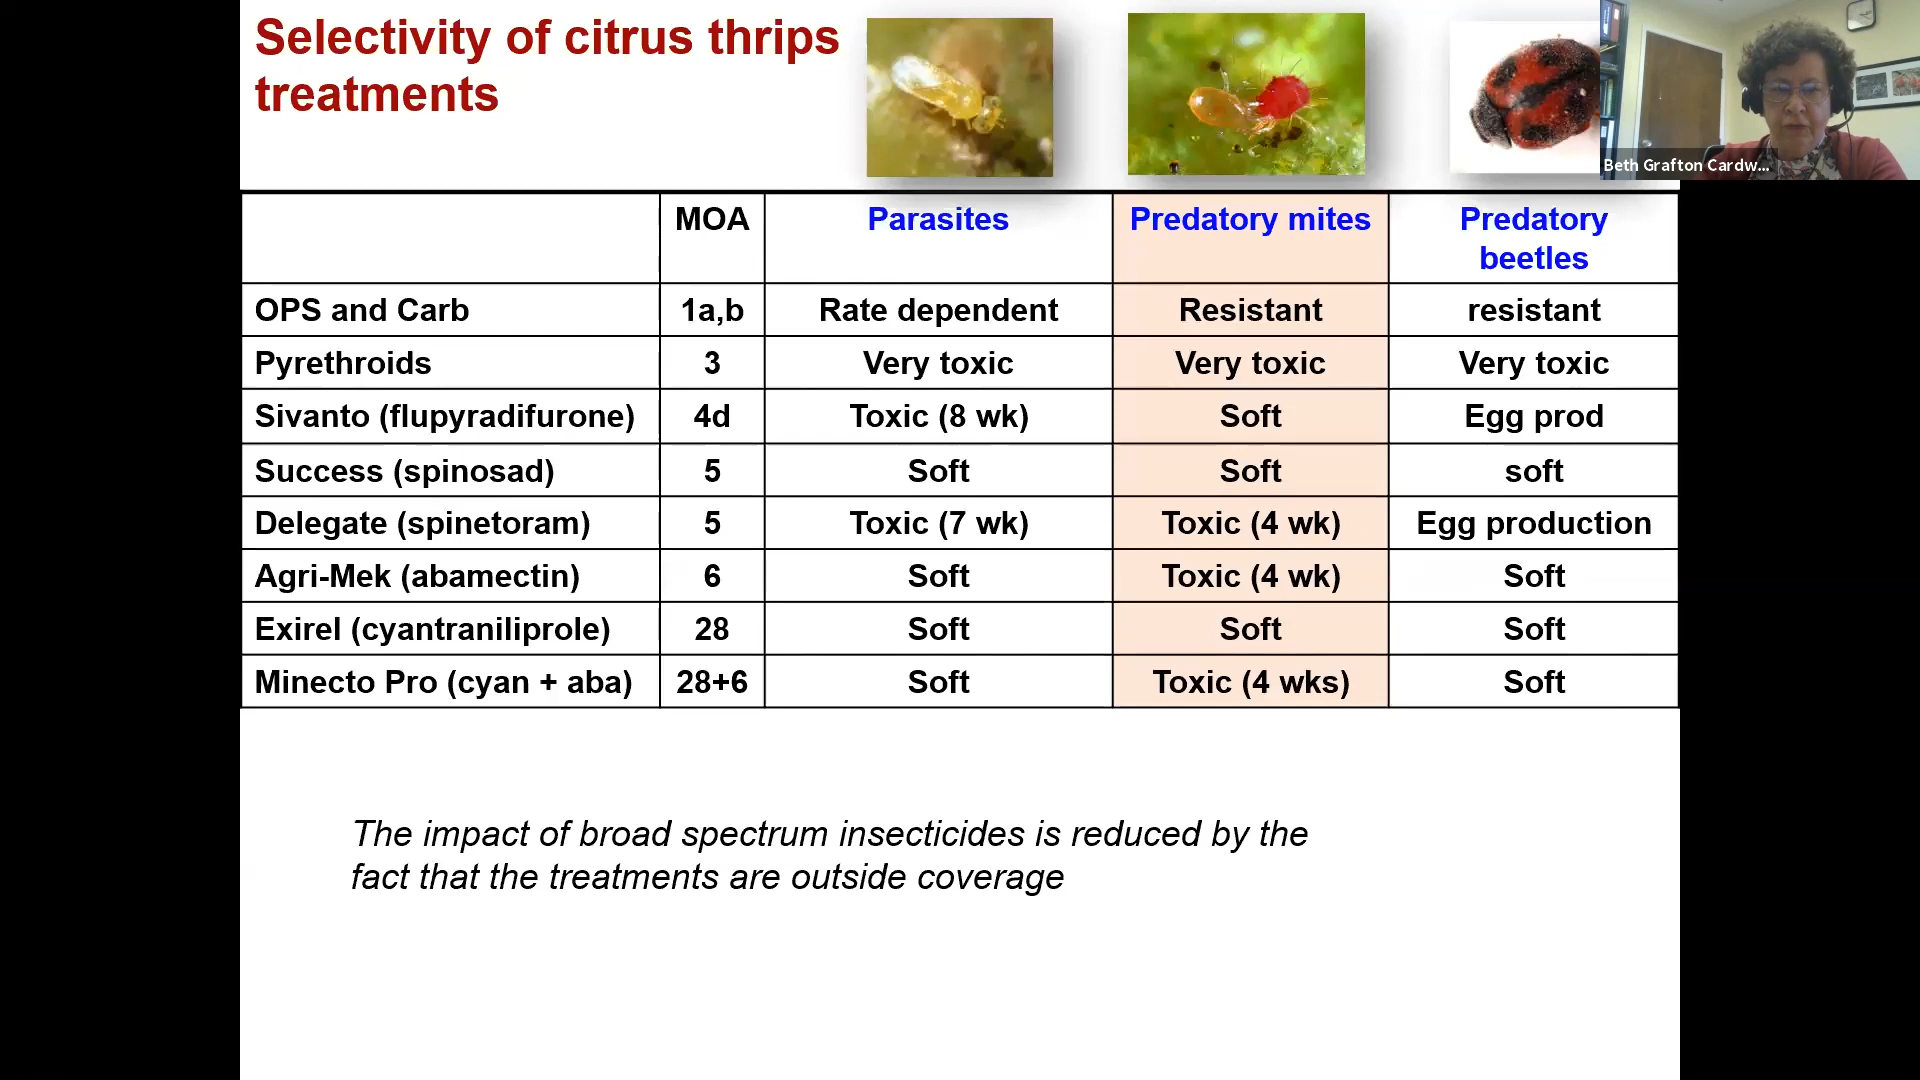 Selectivity of citrus thrips
treatments
Beth Grafton Cardw...
MOA Parasites Predatory mites Predatory
beetles
OPS and Carb 1a,b Rate dependent Resistant resistant
Pyrethroids 3 Very toxic Very toxic Very toxic
Sivanto (flupyradifurone) 4d Toxic (8 wk) Soft Egg prod
Success (spinosad) 5 Soft Soft soft
Delegate (spinetoram) 5 Toxic (7 wk) Toxic (4 wk) Egg production
Agri-Mek (abamectin) 6 Soft Toxic (4 wk) Soft
Exirel (cyantraniliprole) 28 Soft Soft Soft
Minecto Pro (cyan + aba) 28+6 Soft Toxic (4 wks) Soft
The impact of broad spectrum insecticides is reduced by the
fact that the treatments are outside coverage